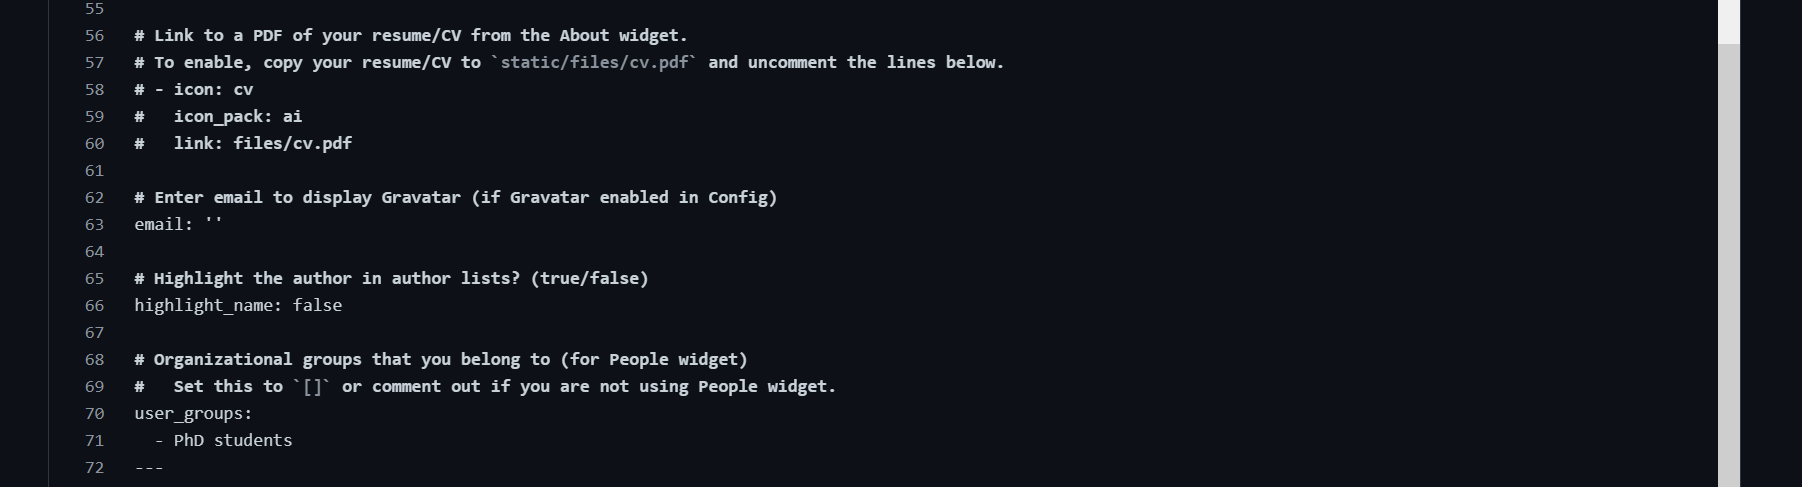 55
56 # Link to a PDF of your resume/CV from the About widget.
57 # To enable, copy your resume/CV to `static/files/cv.pdf` and uncomment the lines below.
58 # - icon: cv
59 #   icon_pack: ai
60 #   link: files/cv.pdf
61
62 # Enter email to display Gravatar (if Gravatar enabled in Config)
63 email: ''
64
65 # Highlight the author in author lists? (true/false)
66 highlight_name: false
67
68 # Organizational groups that you belong to (for People widget)
69 #   Set this to `[]` or comment out if you are not using People widget.
70 user_groups:
71   - PhD students
72 ---